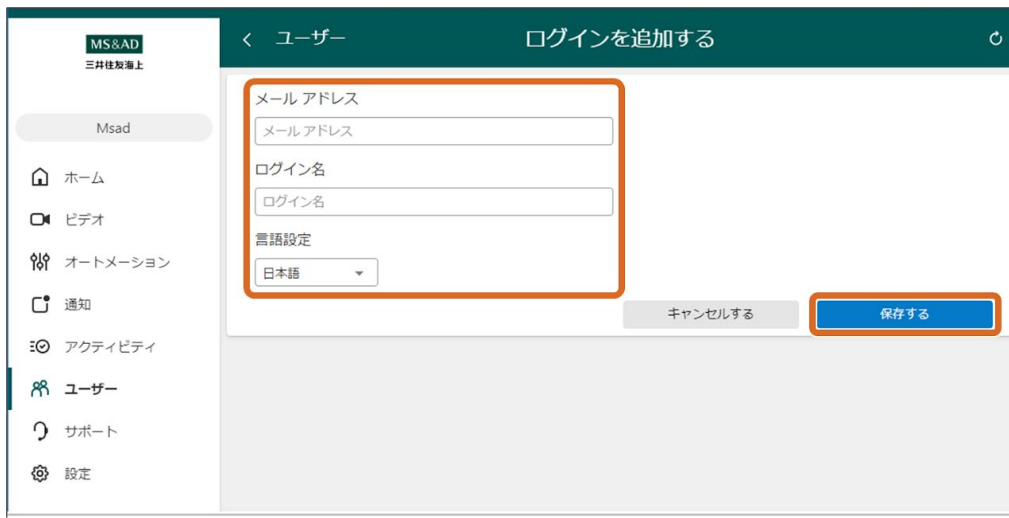 MS&AD
三井住友海上
Msad
ホーム
ビデオ
オートメーション
通知
アクティビティ
ユーザー
サポート
設定
ユーザー
ログインを追加する
メール アドレス
メール アドレス
ログイン名
ログイン名
言語設定
日本語
キャンセルする
保存する